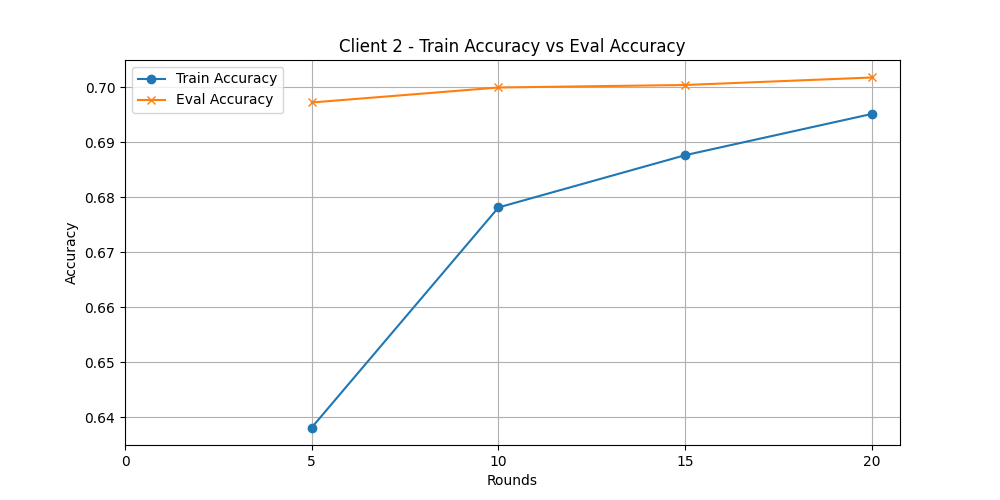 Client 2 - Train Accuracy vs Eval Accuracy
Train Accuracy
Eval Accuracy
0.70
0.69
0.68
0.67
0.66
0.65
0.64
Accuracy
0 5 10 15 20
Rounds